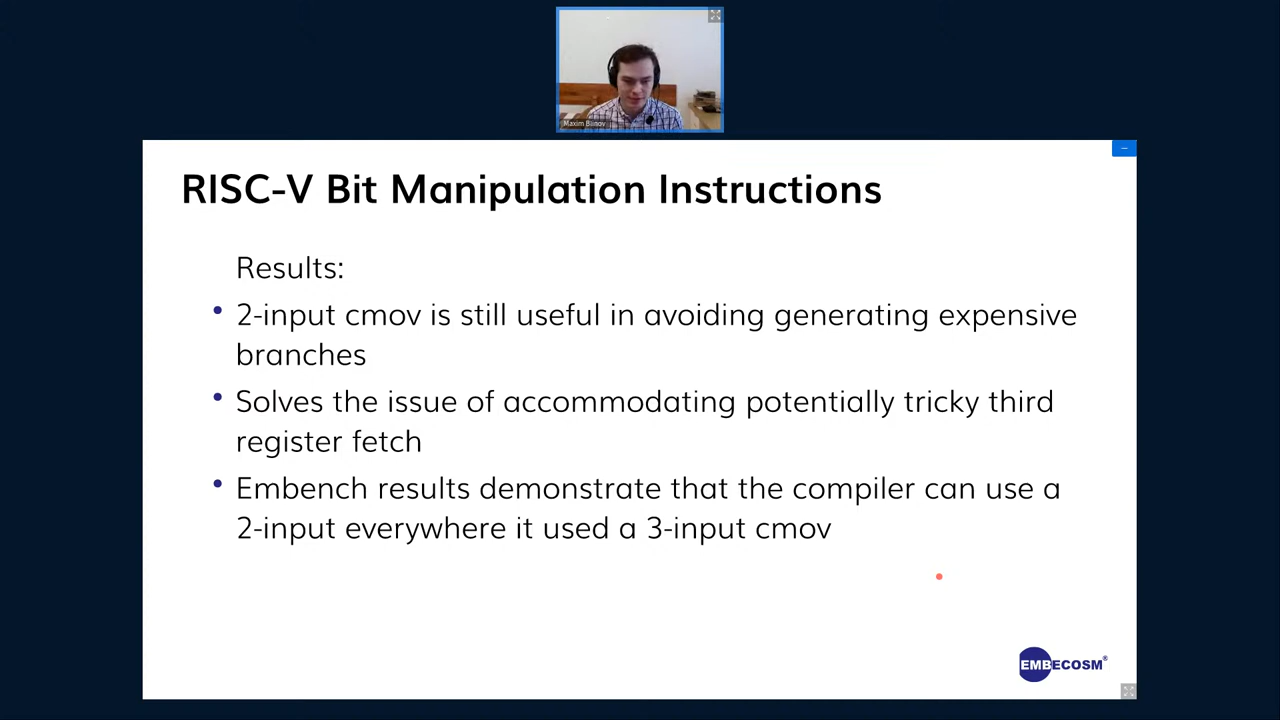 Maxim Blinov
RISC-V Bit Manipulation Instructions
Results:
• 2-input cmov is still useful in avoiding generating expensive
branches
• Solves the issue of accommodating potentially tricky third
register fetch
• Embench results demonstrate that the compiler can use a
2-input everywhere it used a 3-input cmov
EMBECOSM®